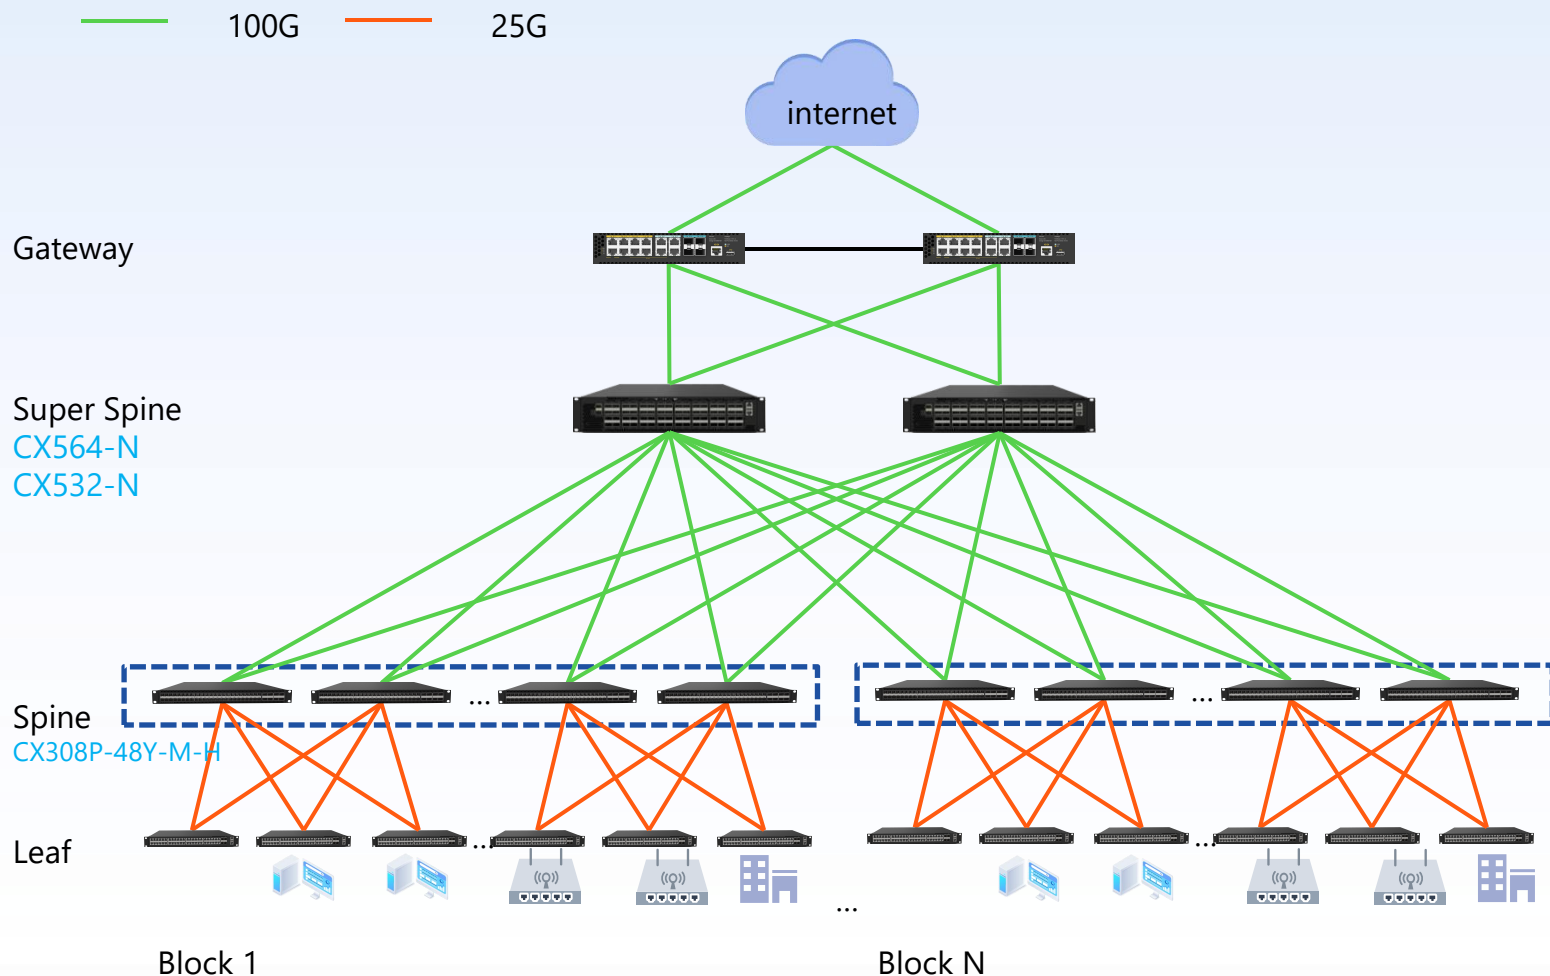 100G 25G
internet
Gateway
Super Spine
CX564-N
CX532-N
...
...
Spine
CX308P-48Y-M-H
Leaf
...
...
...
Block 1
Block N